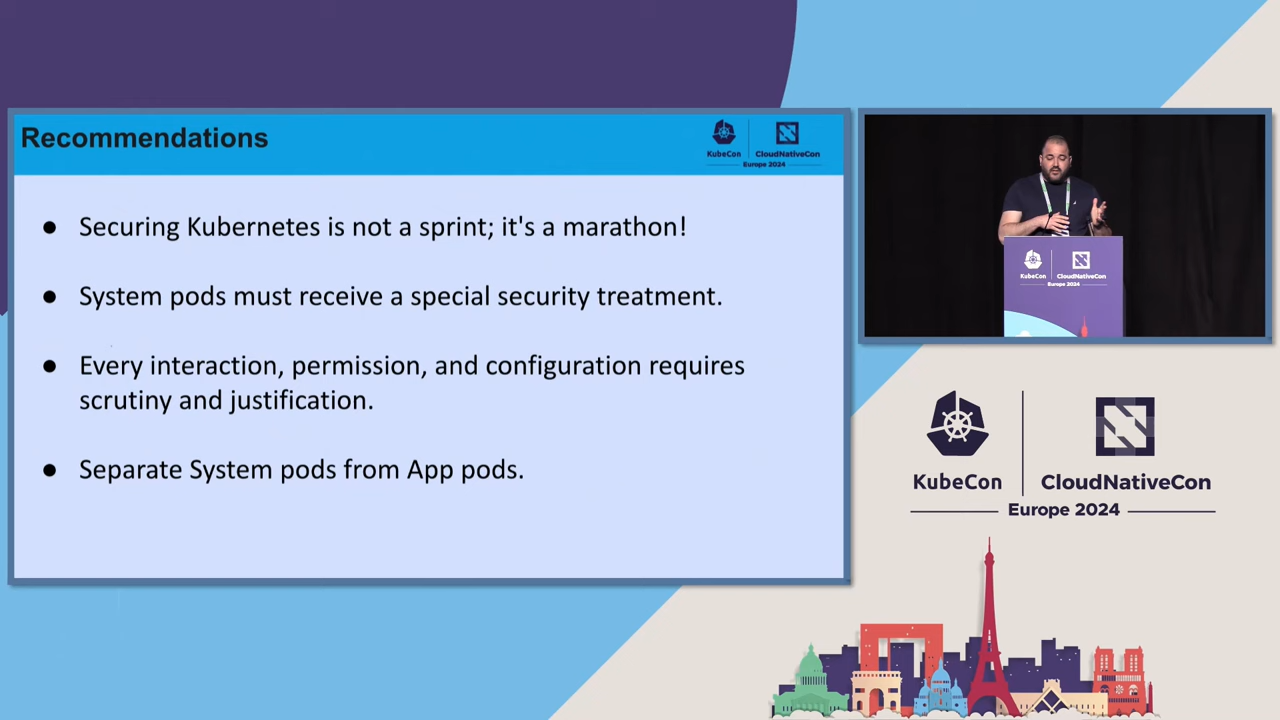 Recommendations
KubeCon
CloudNativeCon
Europe 2024
● Securing Kubernetes is not a sprint; it's a marathon!
● System pods must receive a special security treatment.
● Every interaction, permission, and configuration requires
scrutiny and justification.
● Separate System pods from App pods.
KubeCon
CloudNativeCon
Europe 2024
KubeCon
CloudNativeCon
Europe 2024